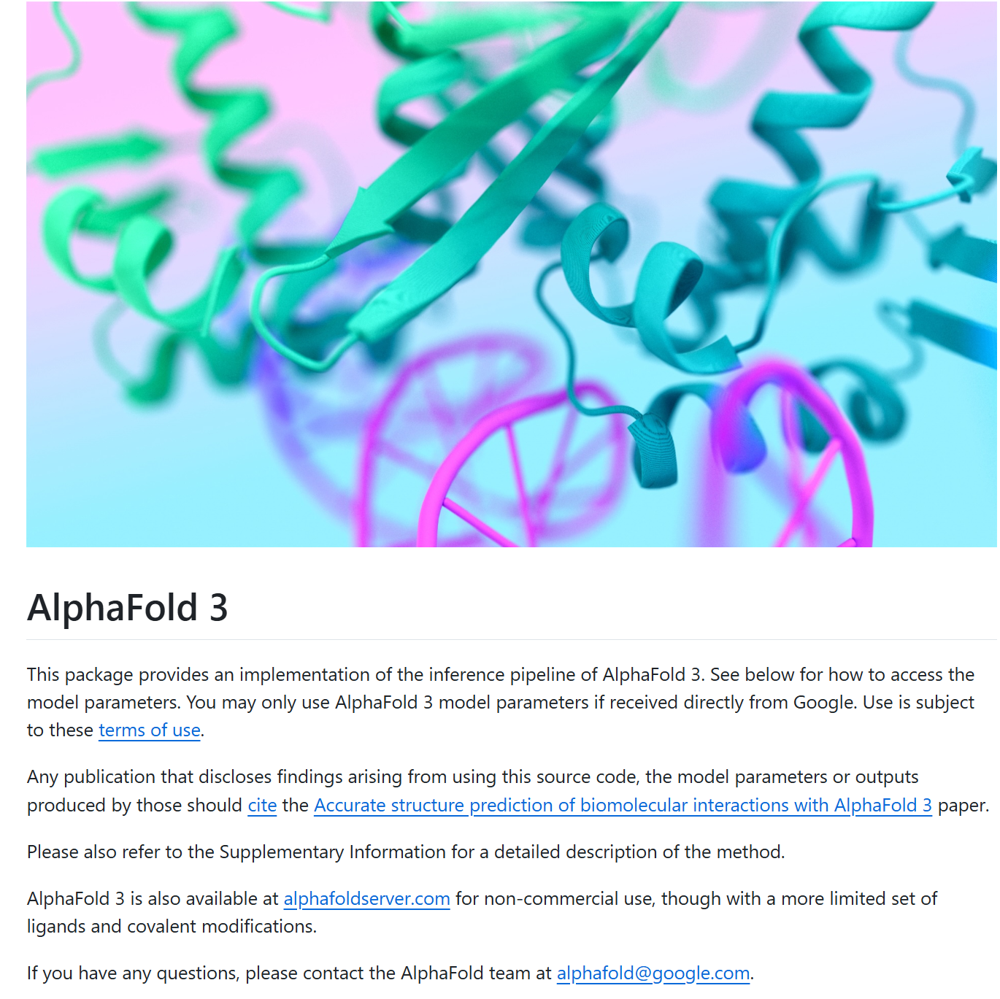 AlphaFold 3
This package provides an implementation of the inference pipeline of AlphaFold 3. See below for how to access the
model parameters. You may only use AlphaFold 3 model parameters if received directly from Google. Use is subject
to these terms of use.
Any publication that discloses findings arising from using this source code, the model parameters or outputs
produced by those should cite the Accurate structure prediction of biomolecular interactions with AlphaFold 3 paper.
Please also refer to the Supplementary Information for a detailed description of the method.
AlphaFold 3 is also available at alphafoldserver.com for non-commercial use, though with a more limited set of
ligands and covalent modifications.
If you have any questions, please contact the AlphaFold team at alphafold@google.com.